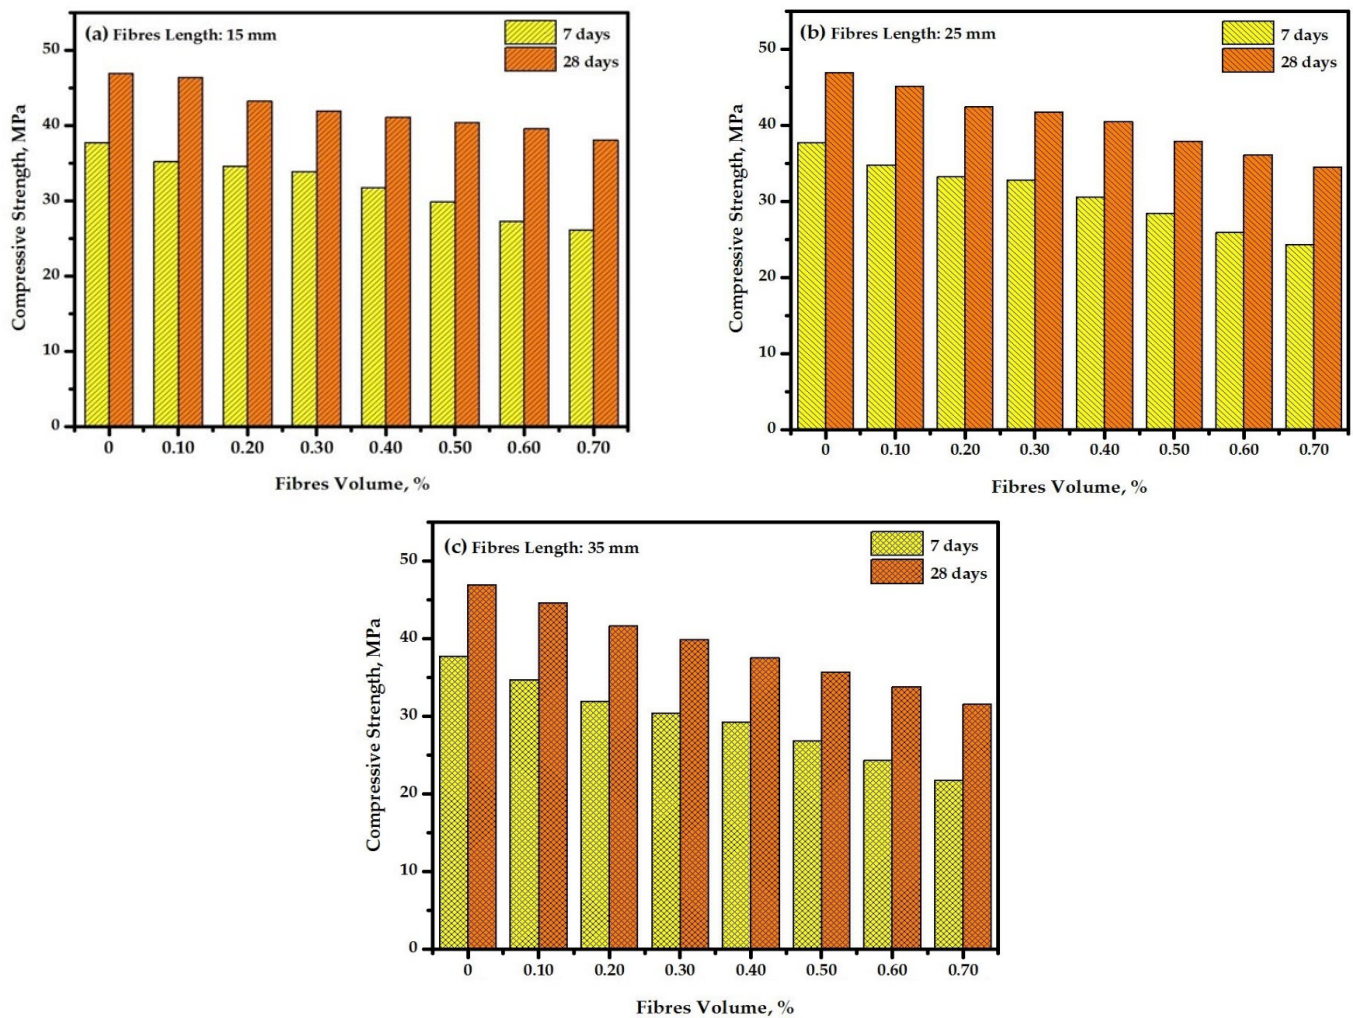 (a) Fibres Length: 15 mm
7 days
28 days
50
40
30
20
10
0
Compressive Strength, MPa
0 0.10 0.20 0.30 0.40 0.50 0.60 0.70
Fibres Volume, %
(b) Fibres Length: 25 mm
7 days
28 days
50
40
30
20
10
0
Compressive Strength, MPa
0 0.10 0.20 0.30 0.40 0.50 0.60 0.70
Fibres Volume, %
(c) Fibres Length: 35 mm
7 days
28 days
50
40
30
20
10
0
Compressive Strength, MPa
0 0.10 0.20 0.30 0.40 0.50 0.60 0.70
Fibres Volume, %